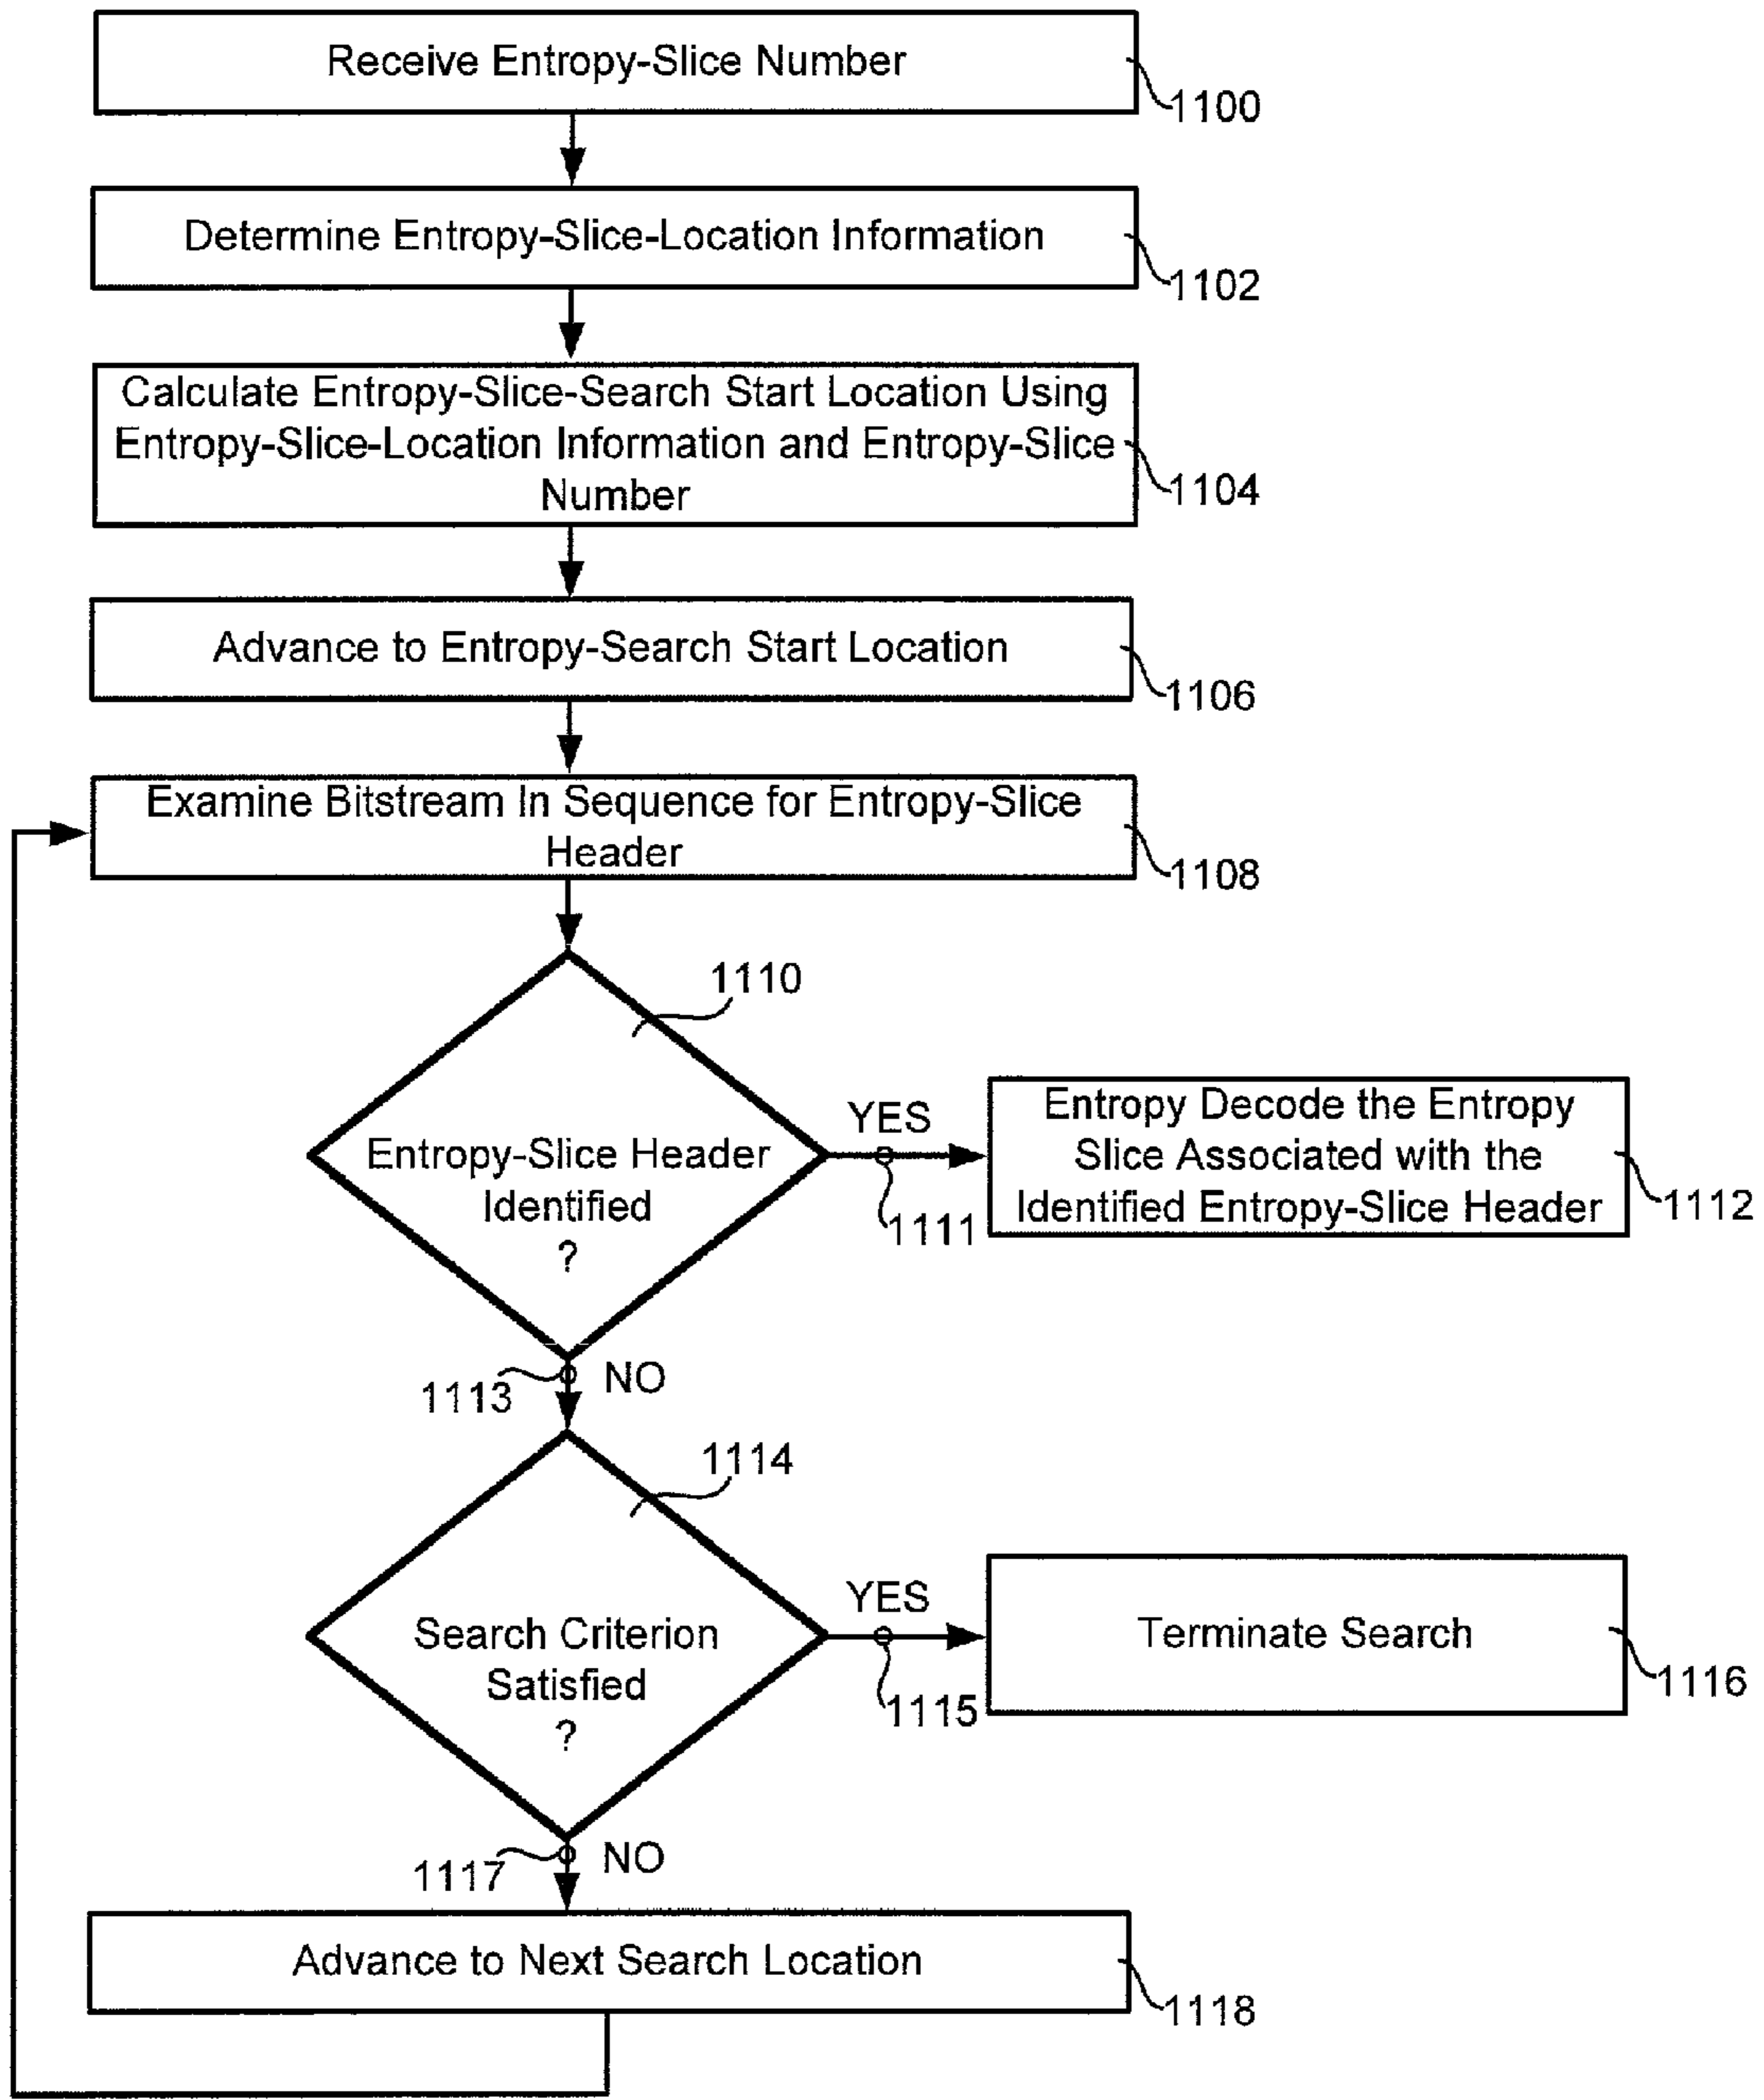 Receive Entropy-Slice Number
1100
Determine Entropy-Slice-Location Information
1102
Calculate Entropy-Slice-Search Start Location Using
Entropy-Slice-Location Information and Entropy-Slice
Number
1104
Advance to Entropy-Search Start Location
1106
Examine Bitstream In Sequence for Entropy-Slice
Header
1108
1110
Entropy-Slice Header
Identified
?
YES
1111
Entropy Decode the Entropy
Slice Associated with the
Identified Entropy-Slice Header
1112
1113
NO
1114
Search Criterion
Satisfied
?
YES
1115
Terminate Search
1116
1117
NO
Advance to Next Search Location
1118